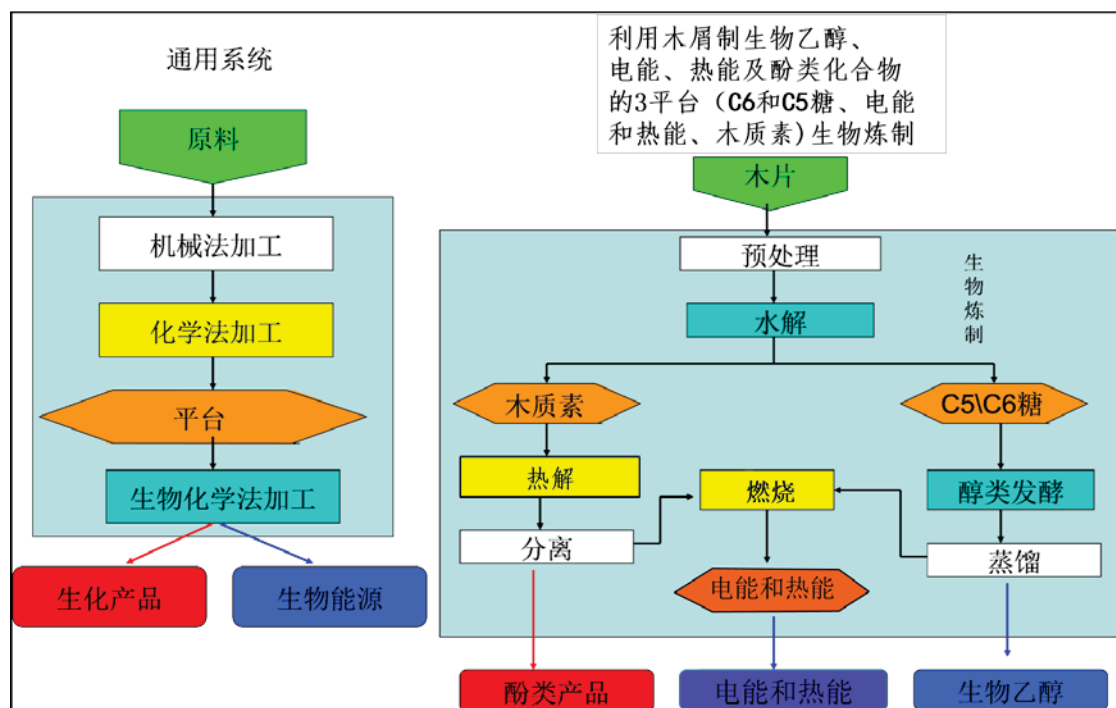 通用系统
原料
机械法加工
化学法加工
平台
生物化学法加工
生化产品
生物能源
利用木屑制生物乙醇、
电能、热能及酚类化合物
的3平台（C6和C5糖、电能
和热能、木质素)生物炼制
木片
预处理
生
物
炼
制
水解
木质素
C5\C6糖
热解
燃烧
醇类发酵
分离
蒸馏
电能和热能
酚类产品
电能和热能
生物乙醇